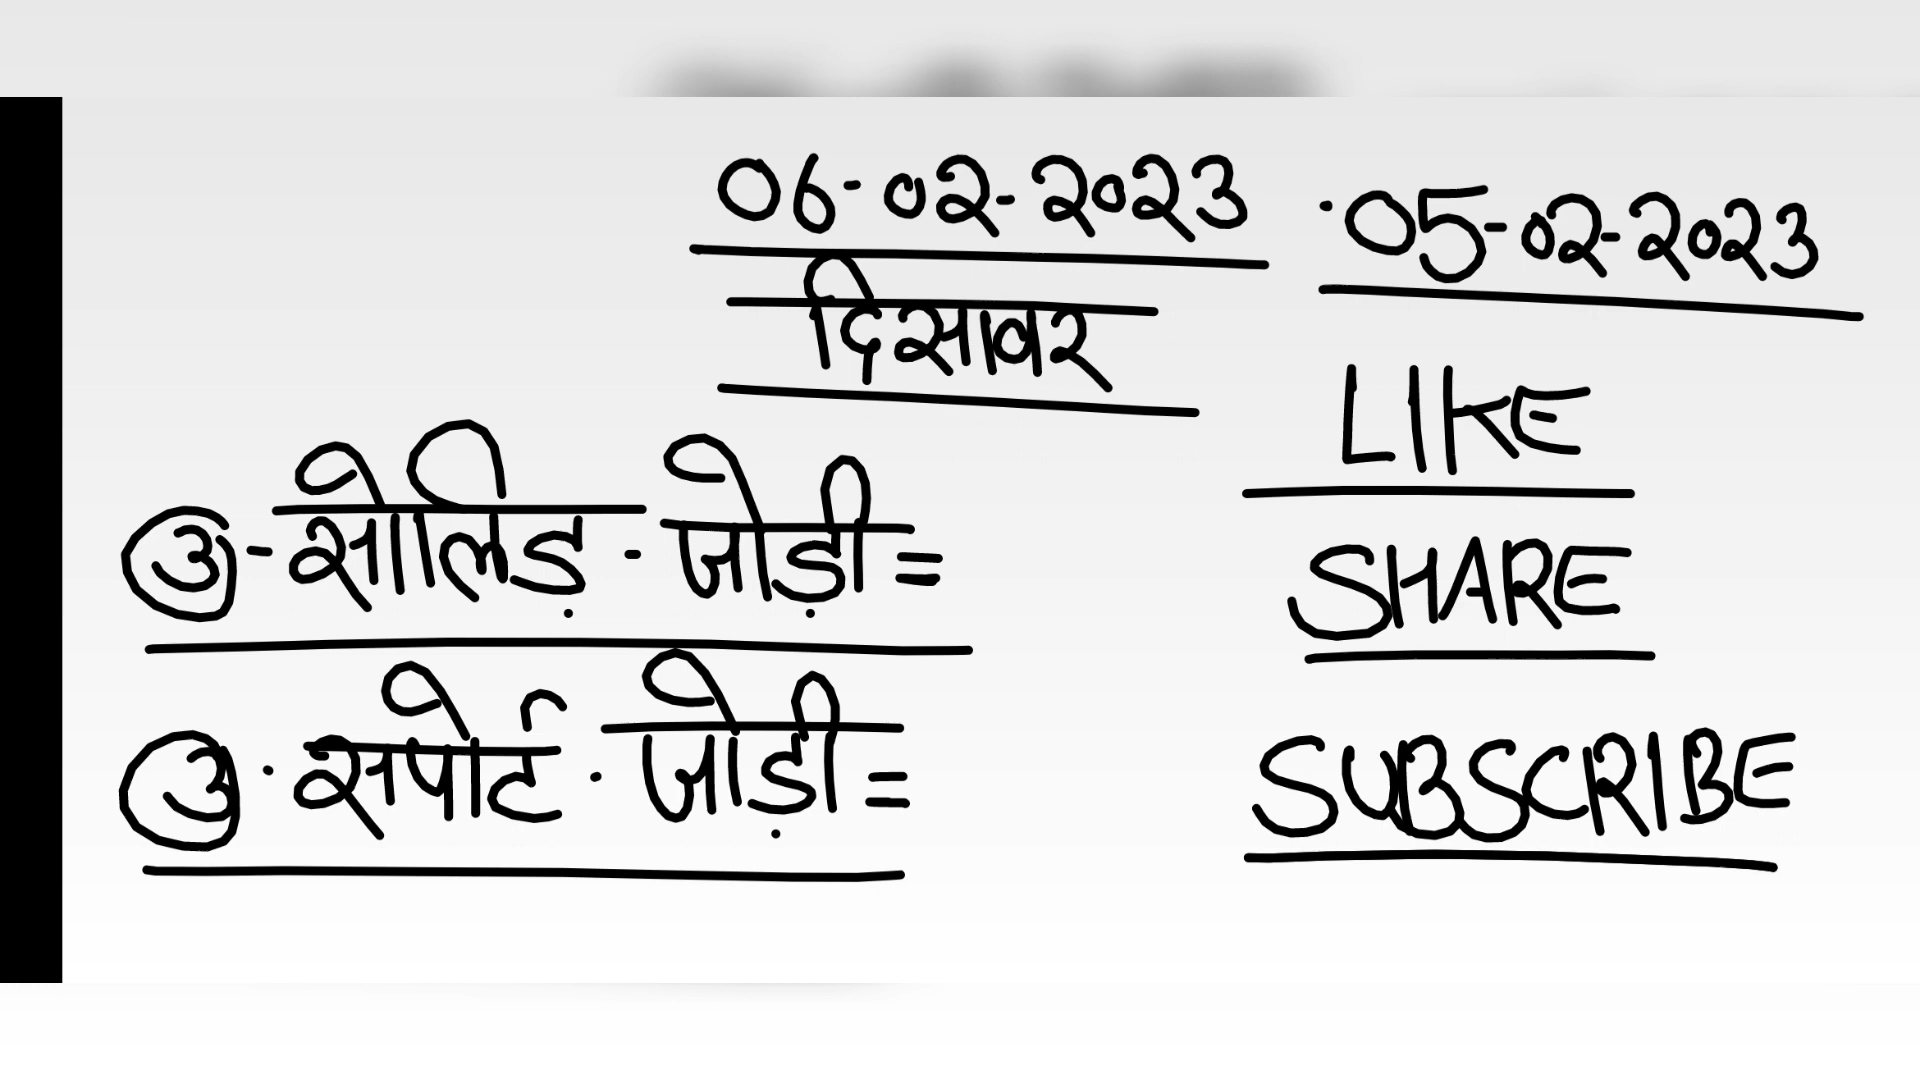 06-02-2023
·05-02-2023
दिसावर
LIKE
③-सोलिड़ - जोड़ी=
SHARE
③·सपोर्ट·जोड़ी=
SUBSCRIBE